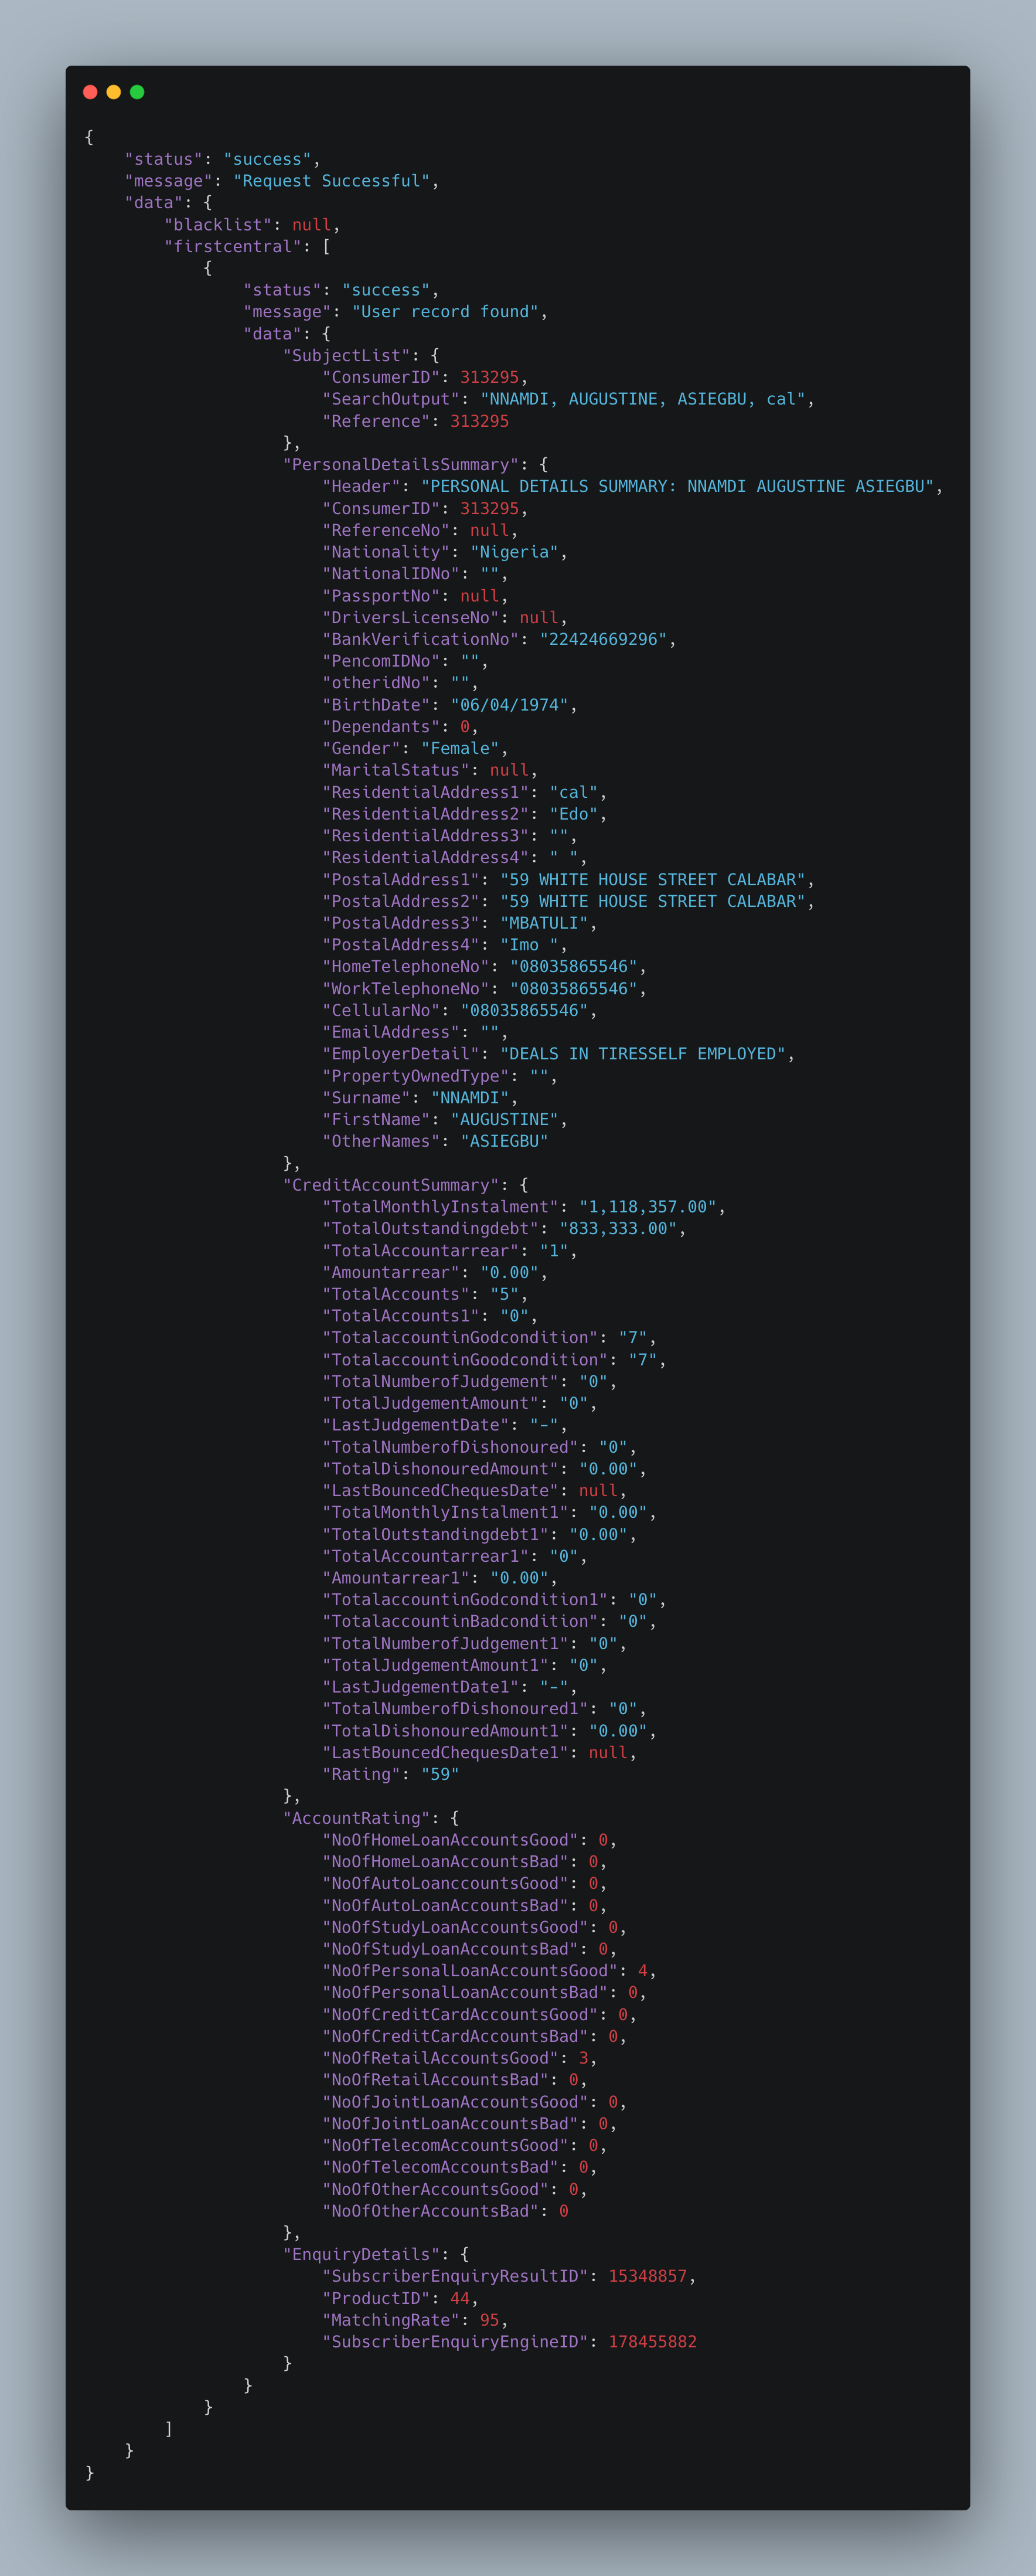 {
    "status": "success",
    "message": "Request Successful",
    "data": {
        "blacklist": null,
        "firstcentral": [
            {
                "status": "success",
                "message": "User record found",
                "data": {
                    "SubjectList": {
                        "ConsumerID": 313295,
                        "SearchOutput": "NNAMDI, AUGUSTINE, ASIEGBU, cal",
                        "Reference": 313295
                    },
                    "PersonalDetailsSummary": {
                        "Header": "PERSONAL DETAILS SUMMARY: NNAMDI AUGUSTINE ASIEGBU",
                        "ConsumerID": 313295,
                        "ReferenceNo": null,
                        "Nationality": "Nigeria",
                        "NationalIDNo": "",
                        "PassportNo": null,
                        "DriversLicenseNo": null,
                        "BankVerificationNo": "22424669296",
                        "PencomIDNo": "",
                        "otheridNo": "",
                        "BirthDate": "06/04/1974",
                        "Dependants": 0,
                        "Gender": "Female",
                        "MaritalStatus": null,
                        "ResidentialAddress1": "cal",
                        "ResidentialAddress2": "Edo",
                        "ResidentialAddress3": "",
                        "ResidentialAddress4": " ",
                        "PostalAddress1": "59 WHITE HOUSE STREET CALABAR",
                        "PostalAddress2": "59 WHITE HOUSE STREET CALABAR",
                        "PostalAddress3": "MBATULI",
                        "PostalAddress4": "Imo ",
                        "HomeTelephoneNo": "08035865546",
                        "WorkTelephoneNo": "08035865546",
                        "CellularNo": "08035865546",
                        "EmailAddress": "",
                        "EmployerDetail": "DEALS IN TIRESSELF EMPLOYED",
                        "PropertyOwnedType": "",
                        "Surname": "NNAMDI",
                        "FirstName": "AUGUSTINE",
                        "OtherNames": "ASIEGBU"
                    },
                    "CreditAccountSummary": {
                        "TotalMonthlyInstalment": "1,118,357.00",
                        "TotalOutstandingdebt": "833,333.00",
                        "TotalAccountarrear": "1",
                        "Amountarrear": "0.00",
                        "TotalAccounts": "5",
                        "TotalAccounts1": "0",
                        "TotalaccountinGodcondition": "7",
                        "TotalaccountinGoodcondition": "7",
                        "TotalNumberofJudgement": "0",
                        "TotalJudgementAmount": "0",
                        "LastJudgementDate": "-",
                        "TotalNumberofDishonoured": "0",
                        "TotalDishonouredAmount": "0.00",
                        "LastBouncedChequesDate": null,
                        "TotalMonthlyInstalment1": "0.00",
                        "TotalOutstandingdebt1": "0.00",
                        "TotalAccountarrear1": "0",
                        "Amountarrear1": "0.00",
                        "TotalaccountinGodcondition1": "0",
                        "TotalaccountinBadcondition": "0",
                        "TotalNumberofJudgement1": "0",
                        "TotalJudgementAmount1": "0",
                        "LastJudgementDate1": "-",
                        "TotalNumberofDishonoured1": "0",
                        "TotalDishonouredAmount1": "0.00",
                        "LastBouncedChequesDate1": null,
                        "Rating": "59"
                    },
                    "AccountRating": {
                        "NoOfHomeLoanAccountsGood": 0,
                        "NoOfHomeLoanAccountsBad": 0,
                        "NoOfAutoLoanccountsGood": 0,
                        "NoOfAutoLoanAccountsBad": 0,
                        "NoOfStudyLoanAccountsGood": 0,
                        "NoOfStudyLoanAccountsBad": 0,
                        "NoOfPersonalLoanAccountsGood": 4,
                        "NoOfPersonalLoanAccountsBad": 0,
                        "NoOfCreditCardAccountsGood": 0,
                        "NoOfCreditCardAccountsBad": 0,
                        "NoOfRetailAccountsGood": 3,
                        "NoOfRetailAccountsBad": 0,
                        "NoOfJointLoanAccountsGood": 0,
                        "NoOfJointLoanAccountsBad": 0,
                        "NoOfTelecomAccountsGood": 0,
                        "NoOfTelecomAccountsBad": 0,
                        "NoOfOtherAccountsGood": 0,
                        "NoOfOtherAccountsBad": 0
                    },
                    "EnquiryDetails": {
                        "SubscriberEnquiryResultID": 15348857,
                        "ProductID": 44,
                        "MatchingRate": 95,
                        "SubscriberEnquiryEngineID": 178455882
                    }
                }
            }
        ]
    }
}